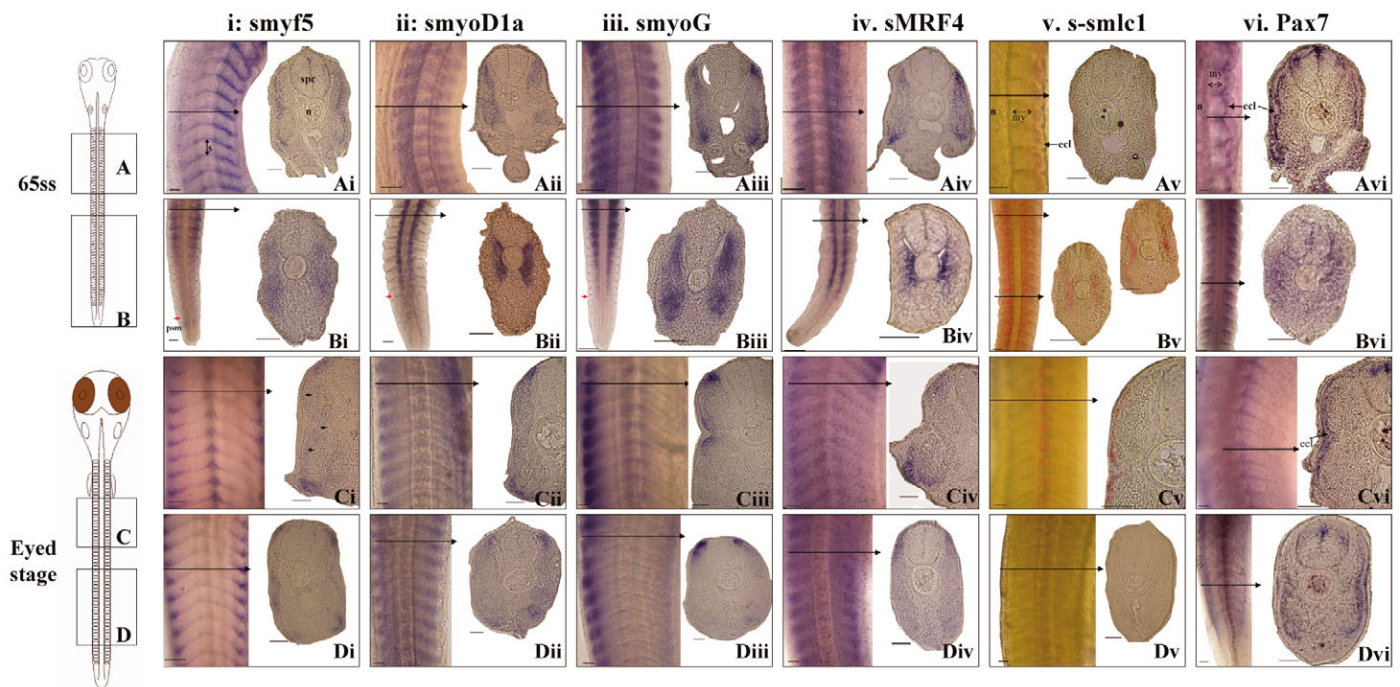 i: smyf5 ii: smyoD1a iii. smyoG iv. sMRF4 v. s-smlc1 vi. Pax7
65ss
A
B
spc
n
s
Ai
Aii
Aiii
Aiv
n
my
ecl
Av
my
n
ecl
Avi
psm
Bi
Bii
Biii
Biv
Bv
Bvi
Eyed
stage
C
D
Ci
Cii
Ciii
Civ
Cv
ecl
Cvi
Di
Dii
Diii
Div
Dv
Dvi